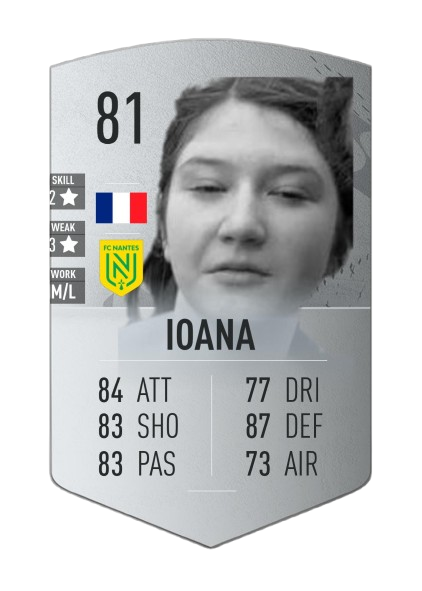 81
SKILL
2 ★
WEAK
3 ★
WORK
M/L
FC NANTES
N
IOANA
84 ATT 77 DRI
83 SHO 87 DEF
83 PAS 73 AIR